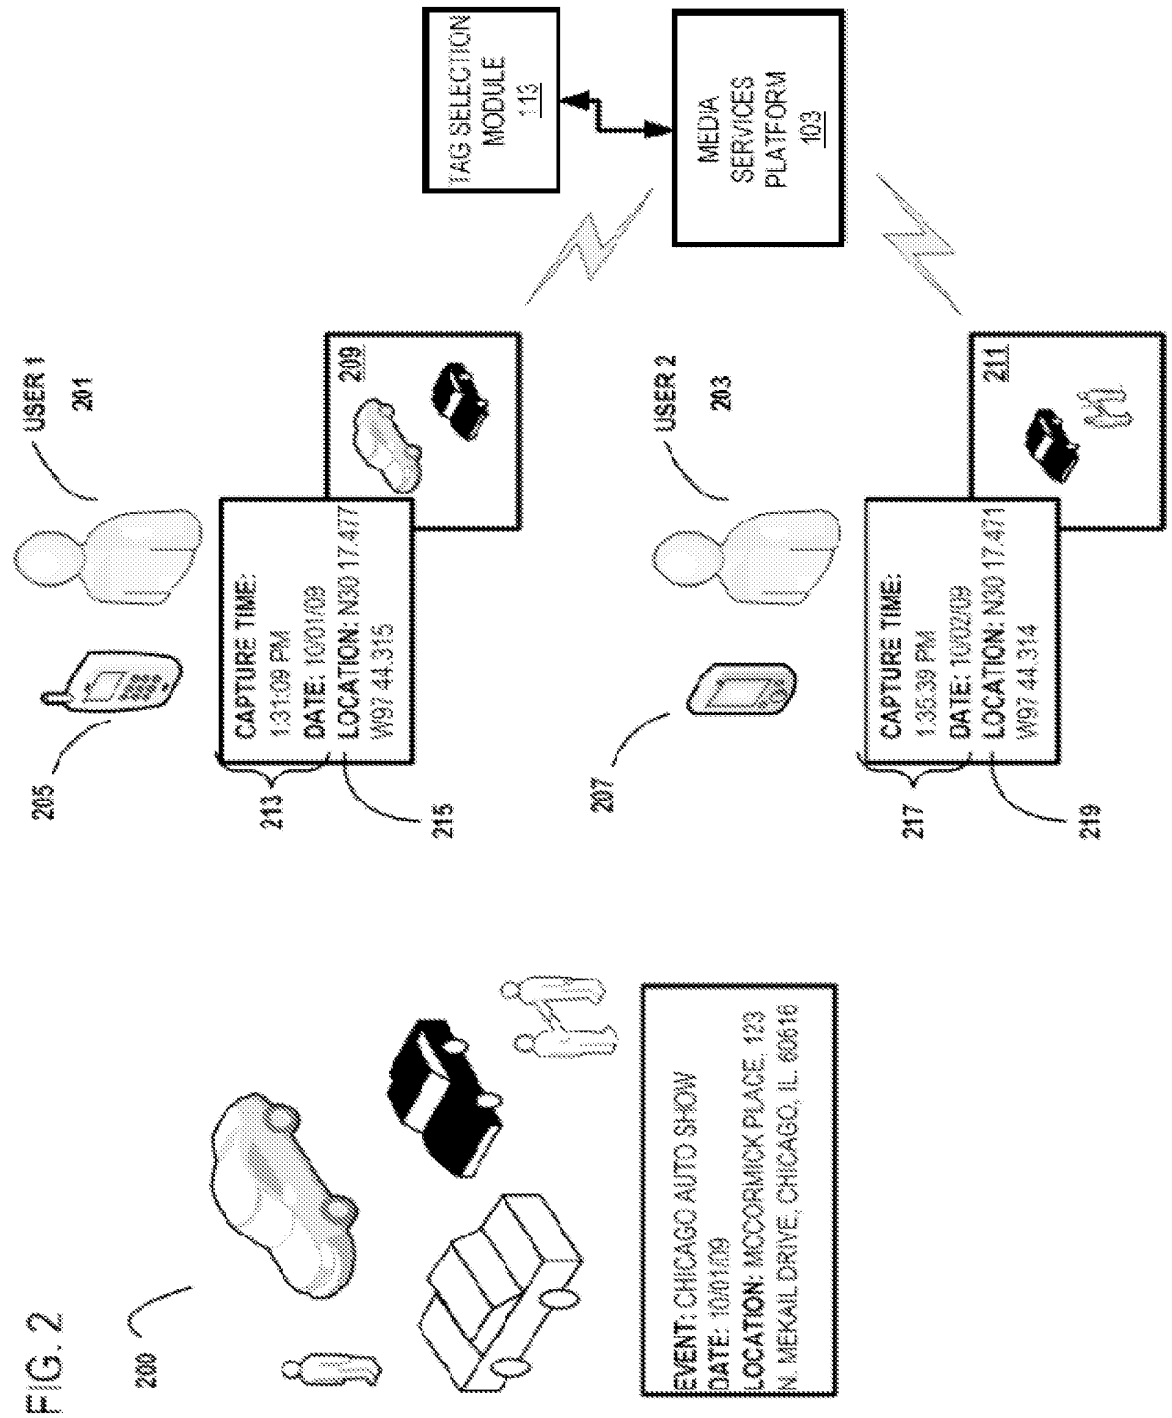 FIG. 2
200
EVENT: CHICAGO AUTO SHOW
DATE: 10/01/09
LOCATION: MCCORMICK PLACE, 123
N. MEKAIL DRIVE, CHICAGO, IL. 60616
205
USER 1
201
CAPTURE TIME:
1:31:09 PM
DATE: 10/01/09
LOCATION: N30 17.477
W97 44.315
213
215
209
207
USER 2
203
CAPTURE TIME:
1:35:39 PM
DATE: 10/02/09
LOCATION: N30 17.471
W97 44.314
217
219
211
TAG SELECTION
MODULE
113
MEDIA
SERVICES
PLATFORM
103